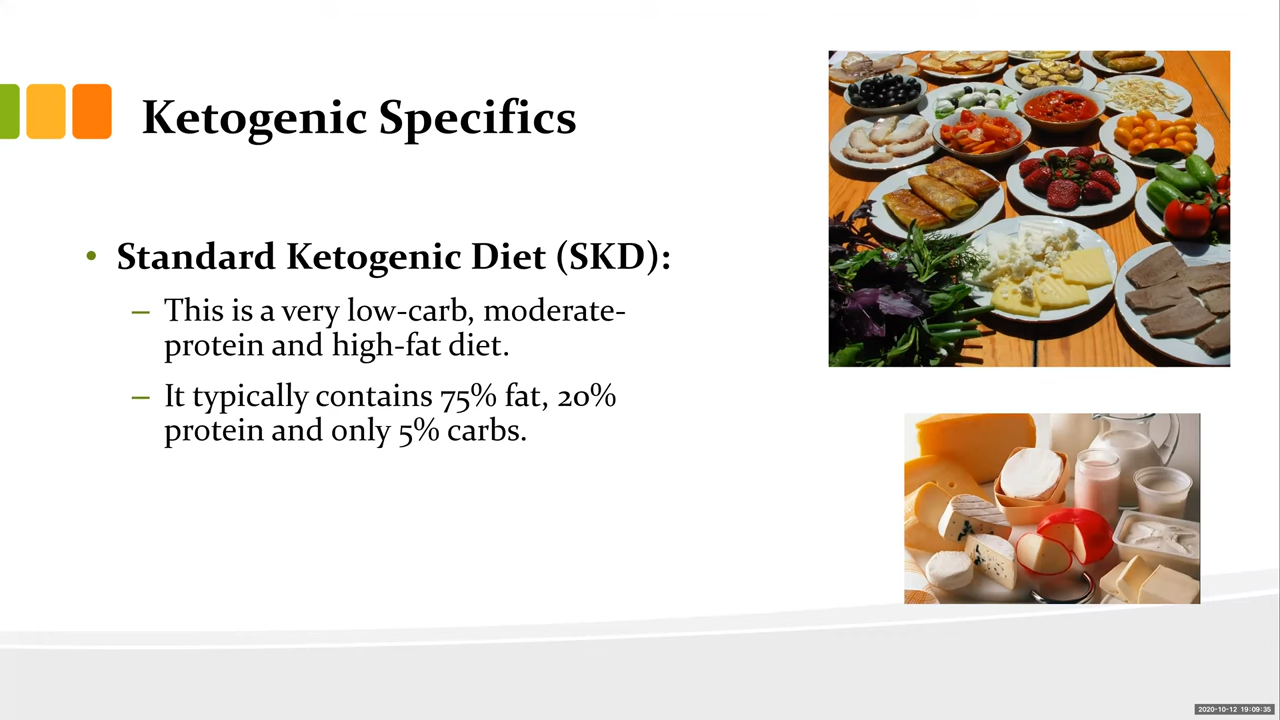 Ketogenic Specifics
• Standard Ketogenic Diet (SKD):
– This is a very low-carb, moderate-
protein and high-fat diet.
– It typically contains 75% fat, 20%
protein and only 5% carbs.
2020-10-12 19:09:35